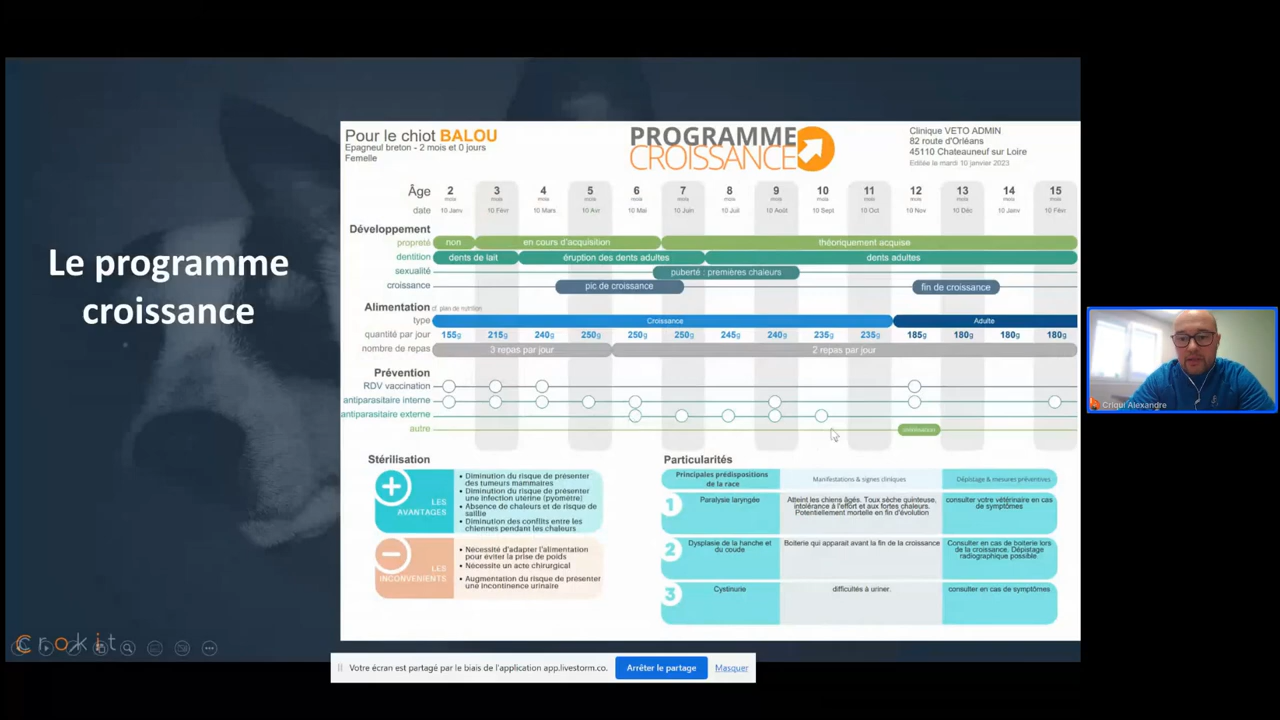 Le programme
croissance
Pour le chiot BALOU
Epagneul breton - 2 mois et 0 jours
Femelle
PROGRAMME
CROISSANCE
Clinique VETO ADMIN
82 route d'Orléans
45110 Chateauneuf sur Loire
Editée le mardi 10 janvier 2023
Âge 2 3 4 5 6 7 8 9 10 11 12 13 14 15
mois mois mois mois mois mois mois mois mois mois mois mois mois mois
date 10 Janv 10 Févr 10 Mars 10 Avr 10 Mai 10 Juin 10 Juil 10 Août 10 Sept 10 Oct 10 Nov 10 Déc 10 Janv 10 Févr
Développement
propreté non en cours d'acquisition théoriquement acquise
dentition dents de lait éruption des dents adultes dents adultes
sexualité puberté : premières chaleurs
croissance pic de croissance fin de croissance
Alimentation cf. plan de nutrition
type Croissance Adulte
quantité par jour 155g 215g 240g 250g 250g 250g 245g 240g 235g 235g 185g 180g 180g 180g
nombre de repas 3 repas par jour 2 repas par jour
Prévention
RDV vaccination
antiparasitaire interne
antiparasitaire externe
autre
Stérilisation
LES
AVANTAGES
• Diminution du risque de présenter
des tumeurs mammaires
• Diminution du risque de présenter
une infection utérine (pyomètre)
• Absence de chaleurs et de risque de
saillie
• Diminution des conflits entre les
chiennes pendant les chaleurs
LES
INCONVENIENTS
• Nécessité d'adapter l'alimentation
pour éviter la prise de poids
• Nécessite un acte chirurgical
• Augmentation du risque de présenter
une incontinence urinaire
Particularités
Principales prédispositions
de la race
Manifestations & signes cliniques
Dépistage & mesures préventives
1 Paralysie laryngée
Atteint les chiens âgés. Toux sèche quinteuse,
intolérance à l'effort et aux fortes chaleurs.
Potentiellement mortelle en fin d'évolution
consulter votre vétérinaire en cas
de symptômes
2 Dysplasie de la hanche et
du coude
Boiterie qui apparait avant la fin de la croissance
Consulter en cas de boiterie lors
de la croissance. Dépistage
radiographique possible
3 Cystinurie
difficultés à uriner.
consulter en cas de symptômes
Crokit
Votre écran est partagé par le biais de l'application app.livestorm.co.
Arrêter le partage
Masquer
Criqui Alexandre